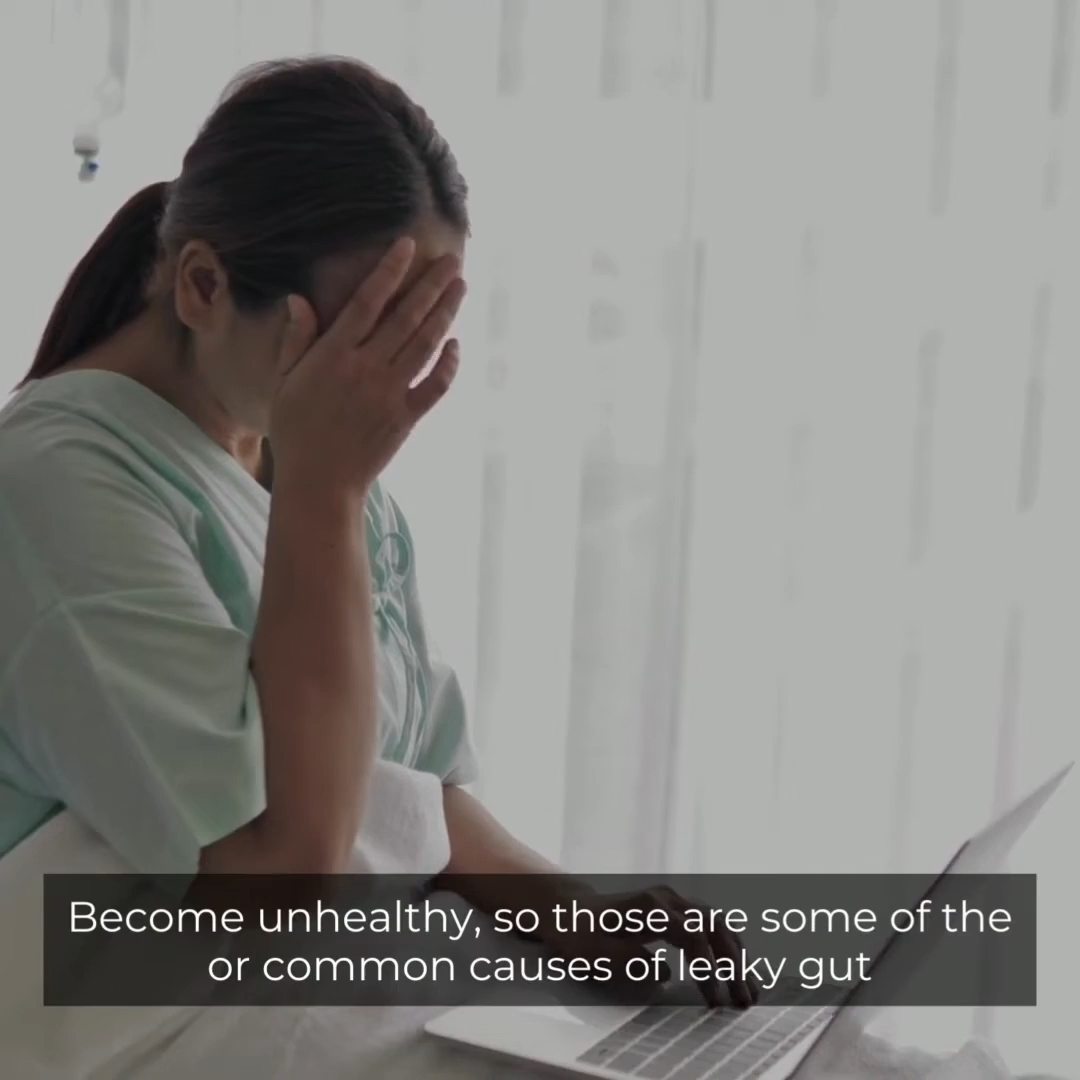 Become unhealthy, so those are some of the
or common causes of leaky gut